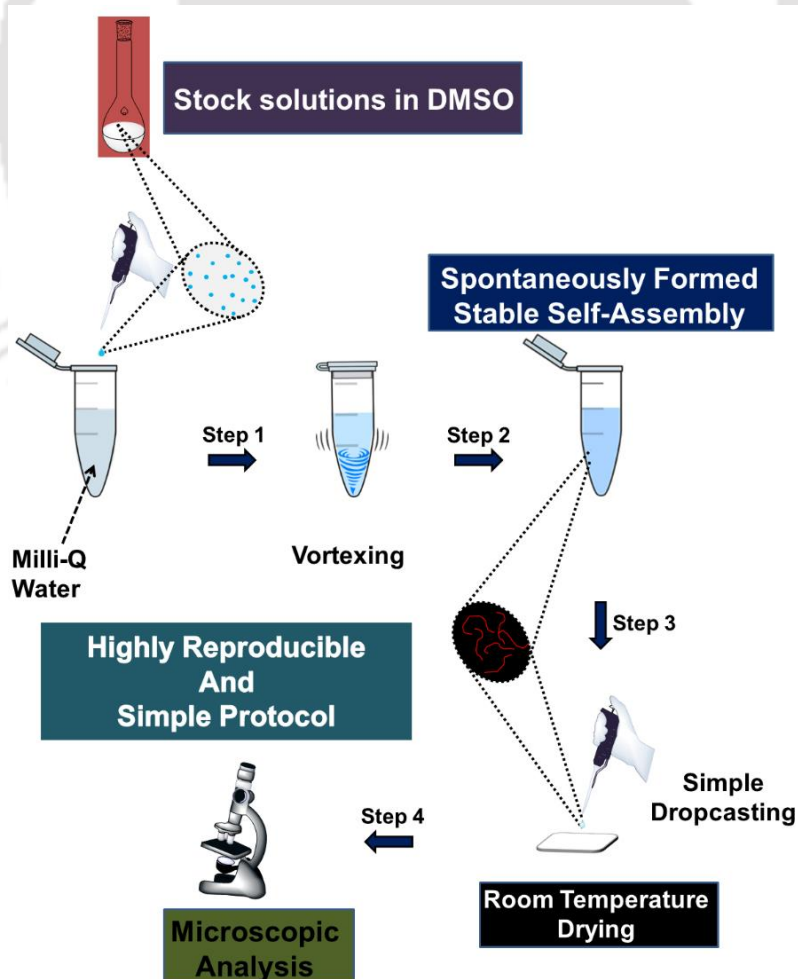 Stock solutions in DMSO
Spontaneously Formed
Stable Self-Assembly
Step 1
Step 2
Milli-Q
Water
Vortexing
Step 3
Highly Reproducible
And
Simple Protocol
Simple
Dropcasting
Step 4
Room Temperature
Drying
Microscopic
Analysis